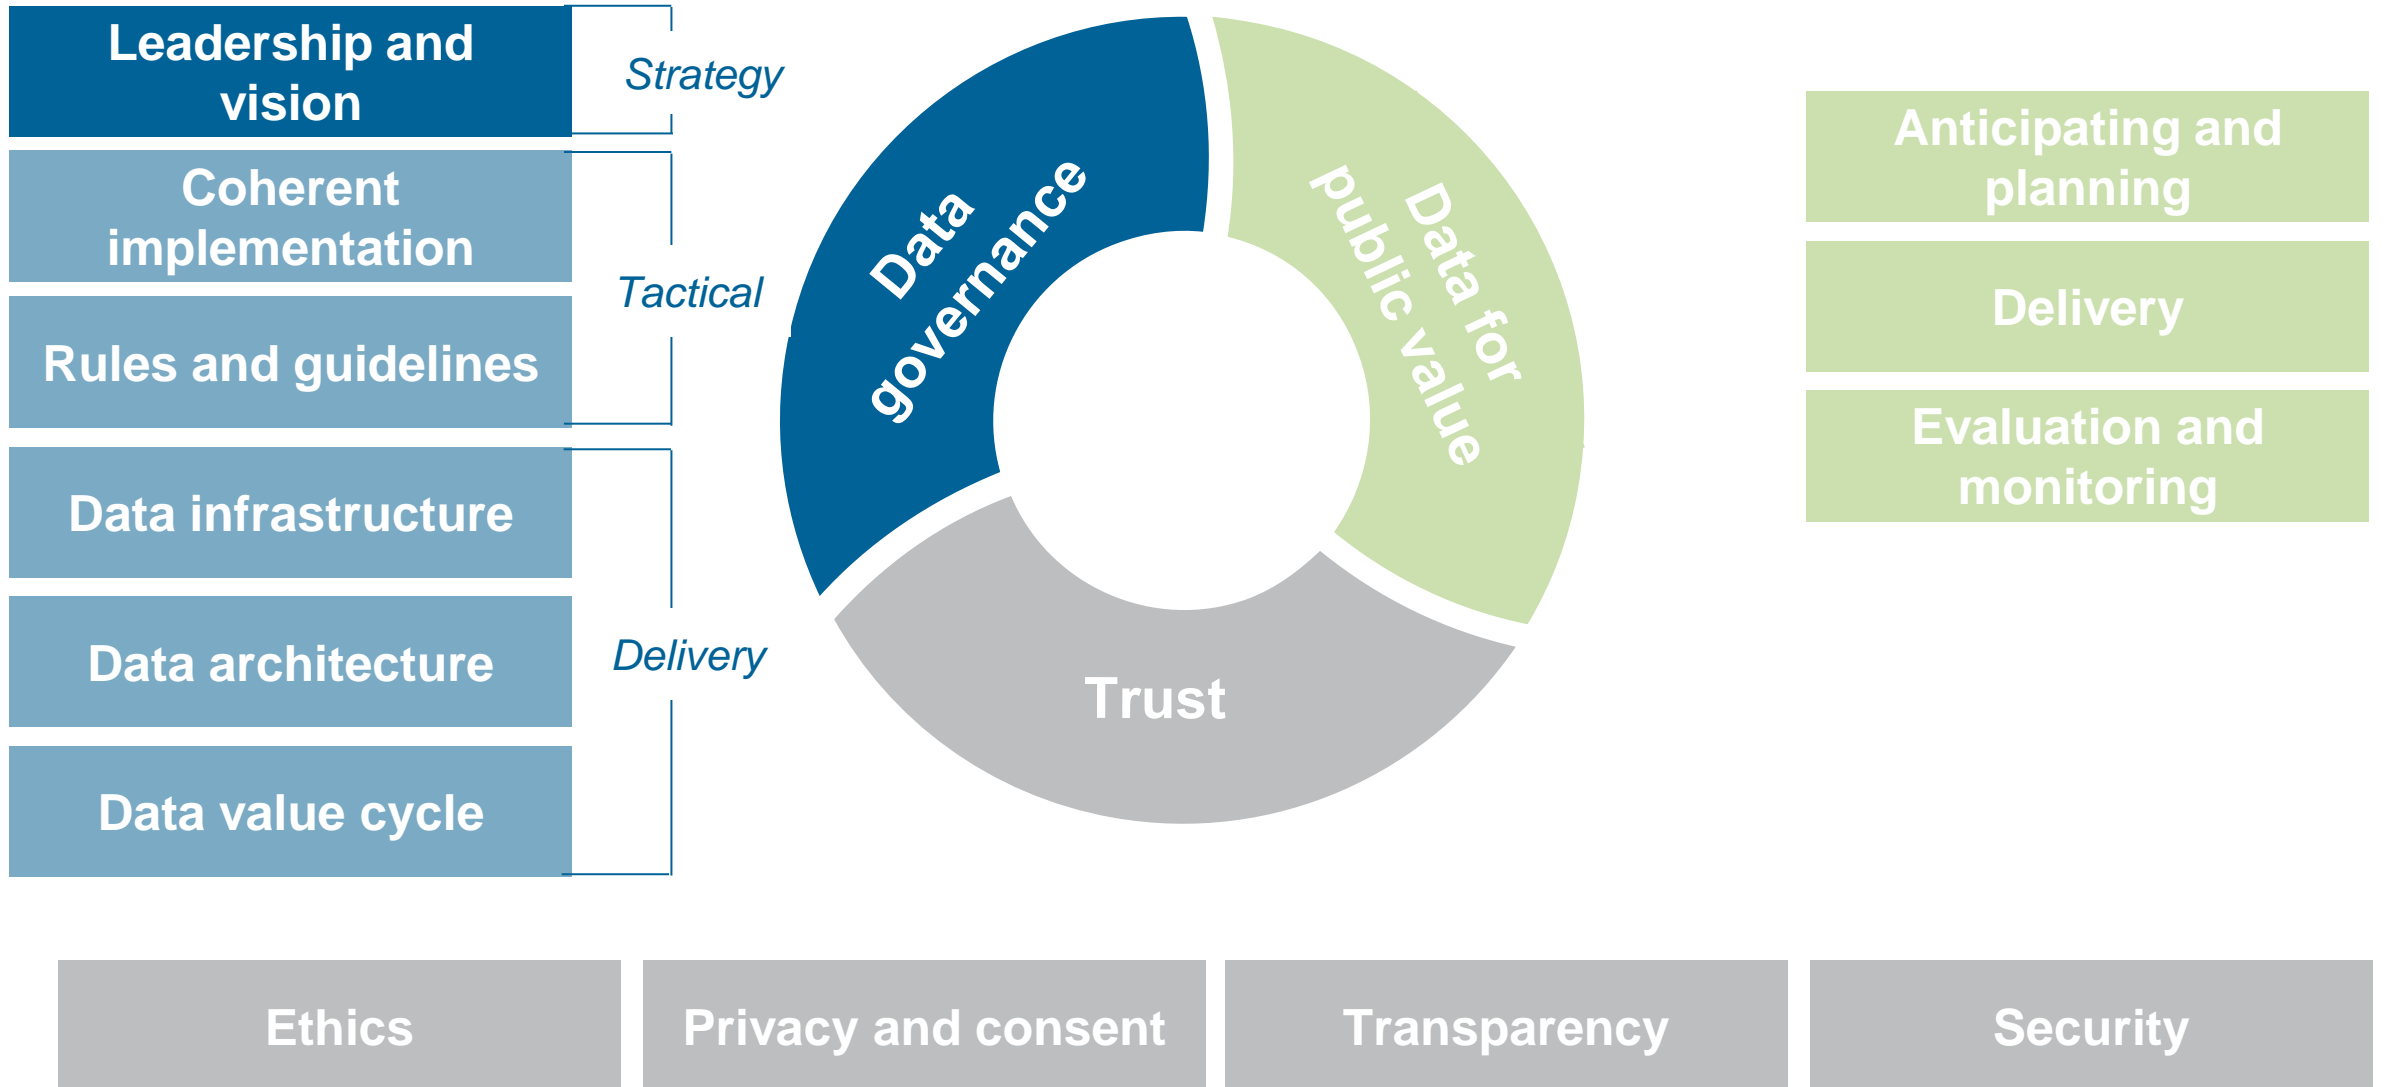 Leadership and
vision
Strategy
Coherent
implementation
Tactical
Rules and guidelines
Data infrastructure
Data architecture
Delivery
Data value cycle
Data
governance
Data for
public value
Trust
Anticipating and
planning
Delivery
Evaluation and
monitoring
Ethics
Privacy and consent
Transparency
Security